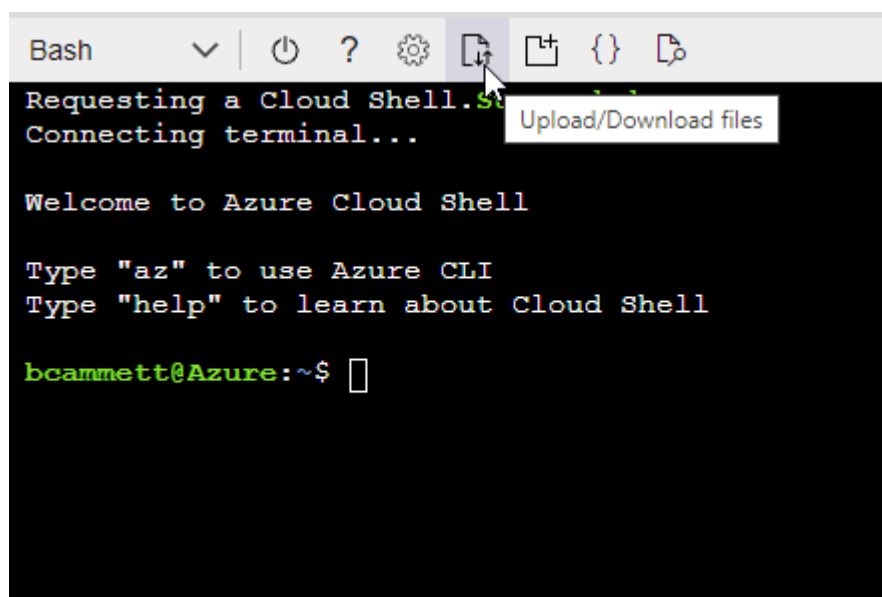 Bash
?
{}
Requesting a Cloud Shell.
Upload/Download files
Connecting terminal...
Welcome to Azure Cloud Shell
Type "az" to use Azure CLI
Type "help" to learn about Cloud Shell
bcammett@Azure:~$